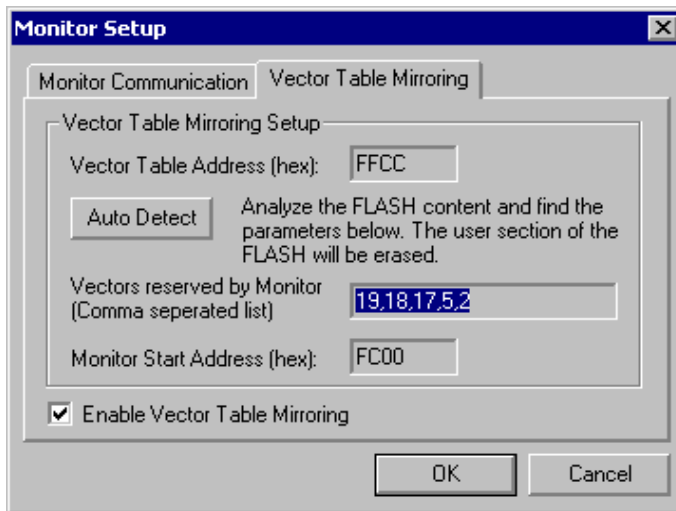 Monitor Setup
Monitor Communication
Vector Table Mirroring
Vector Table Mirroring Setup
Vector Table Address (hex): FFCC
Auto Detect
Analyze the FLASH content and find the
parameters below. The user section of the
FLASH will be erased.
Vectors reserved by Monitor
(Comma seperated list)
19,18,17,5,2
Monitor Start Address (hex): FC00
Enable Vector Table Mirroring
OK
Cancel